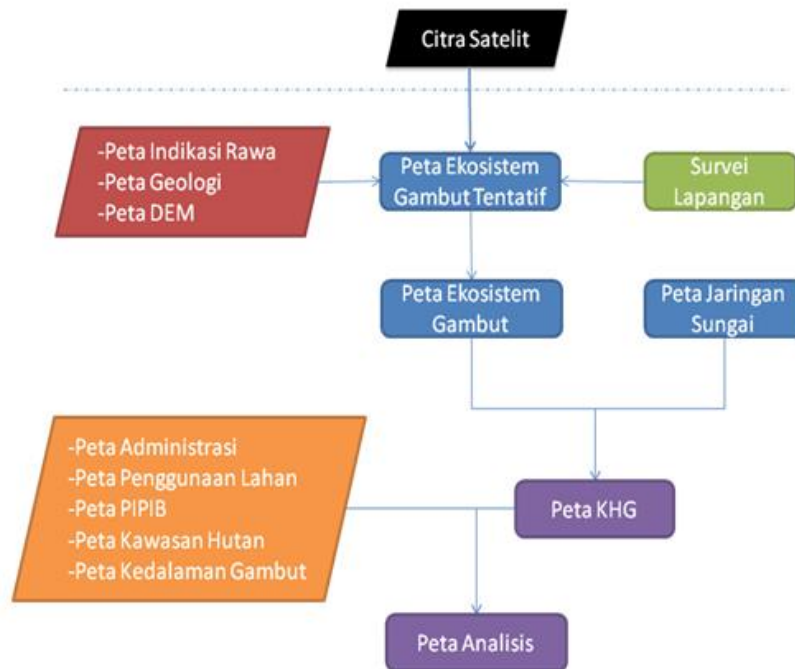 Citra Satelit
-Peta Indikasi Rawa
-Peta Geologi
-Peta DEM
Peta Ekosistem
Gambut Tentatif
Survei
Lapangan
Peta Ekosistem
Gambut
Peta Jaringan
Sungai
-Peta Administrasi
-Peta Penggunaan Lahan
-Peta PIPIB
-Peta Kawasan Hutan
-Peta Kedalaman Gambut
Peta KHG
Peta Analisis